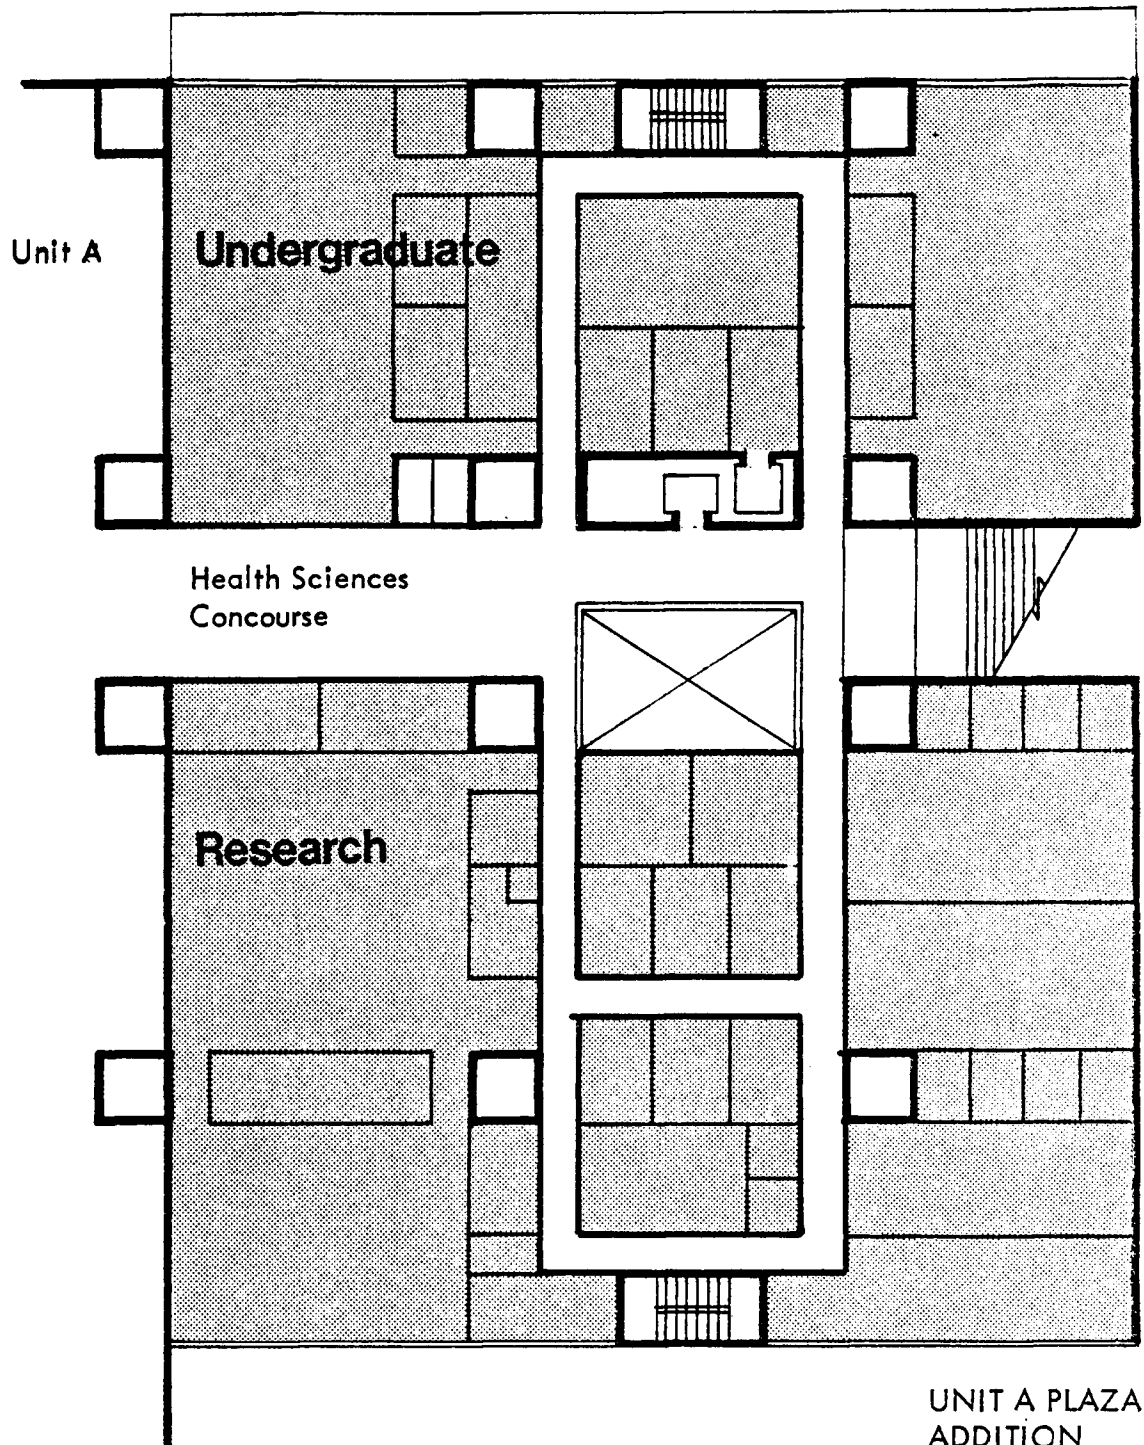 Unit A
Undergraduate
Health Sciences
Concourse
Research
UNIT A PLAZA
ADDITION